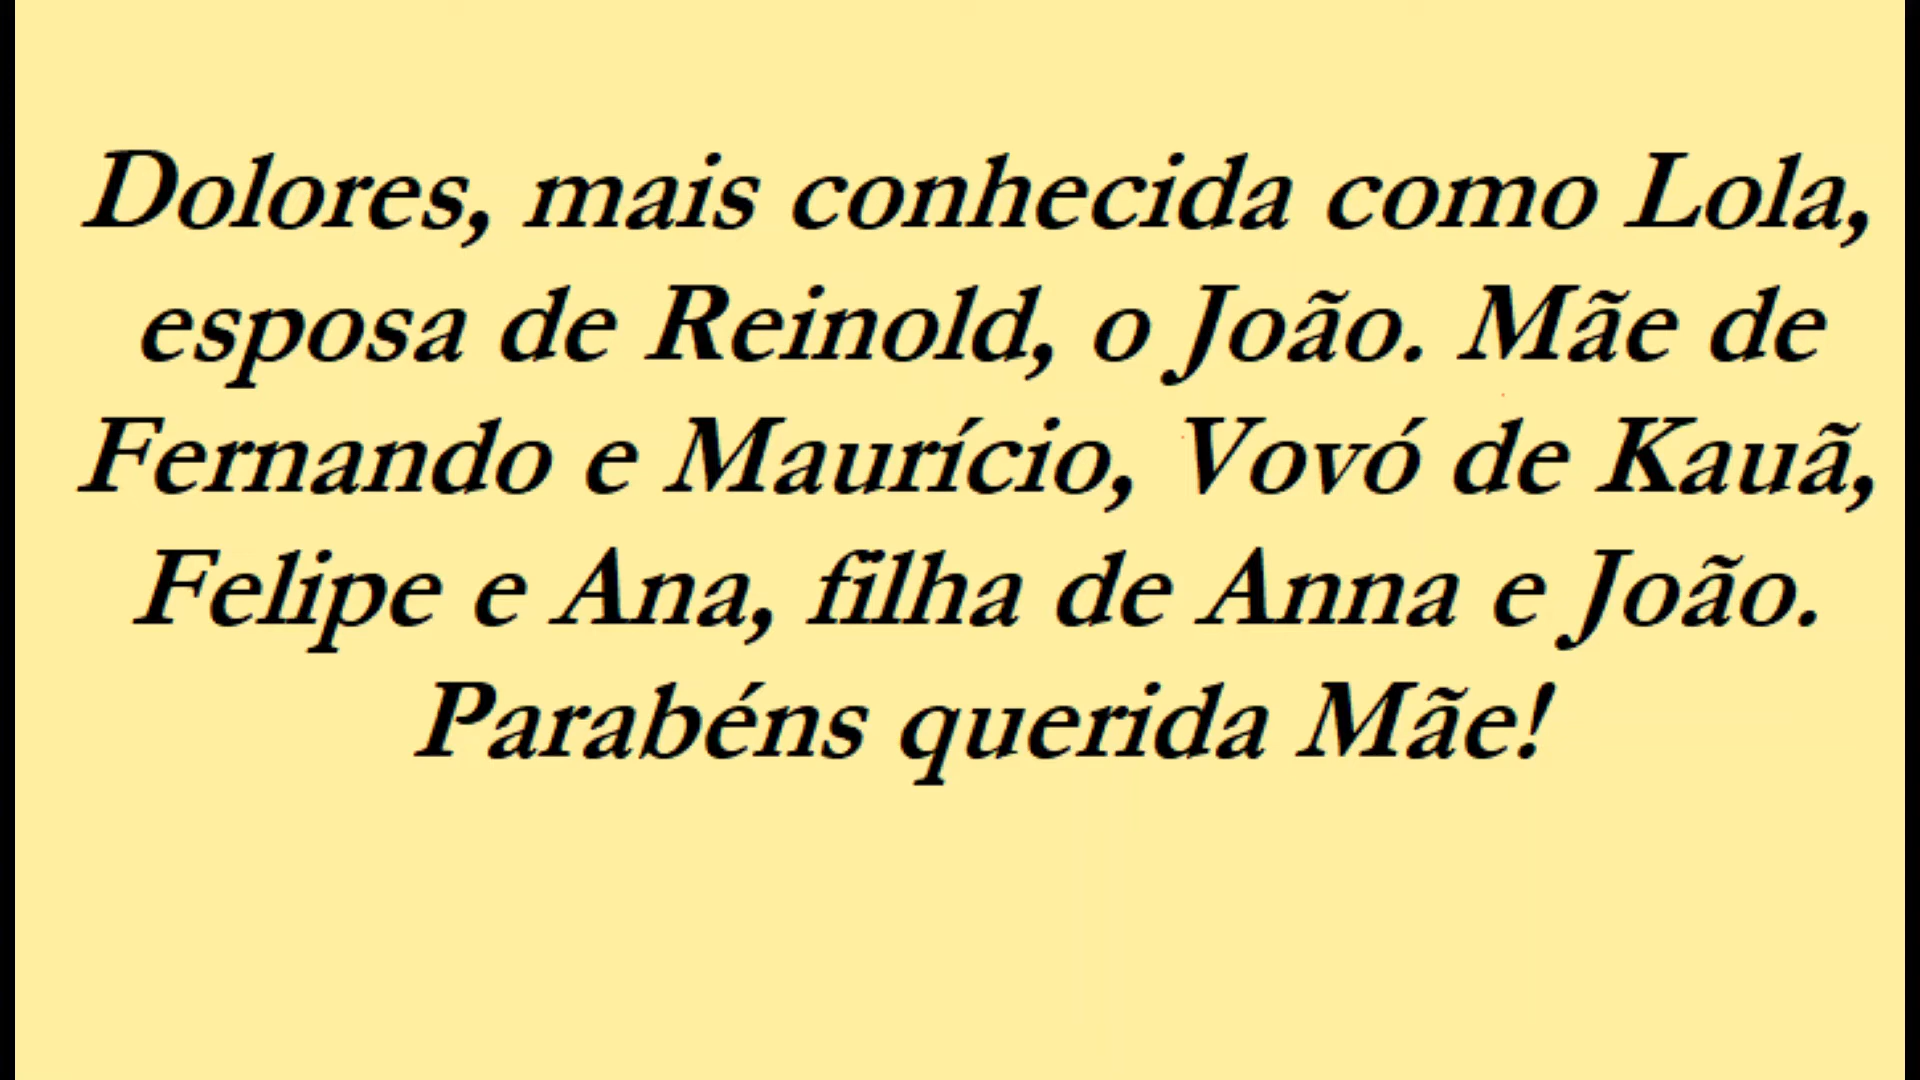 Dolores, mais conhecida como Lola,
esposa de Reinold, o João. Mãe de
Fernando e Maurício, Vovó de Kauã,
Felipe e Ana, filha de Anna e João.
Parabéns querida Mãe!